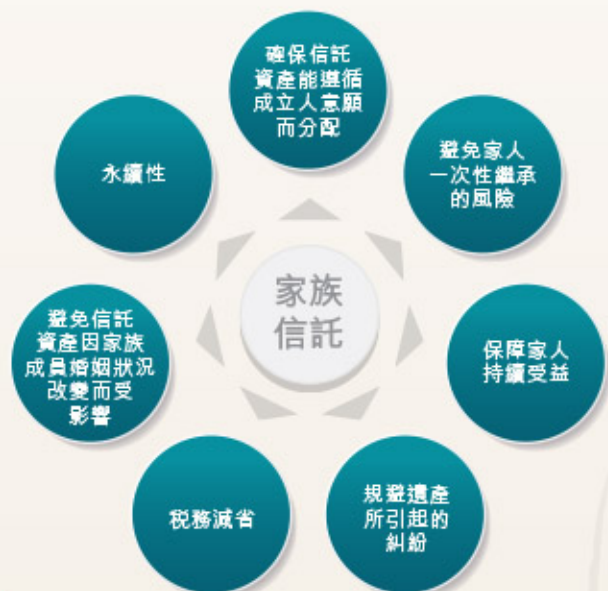 確保信託
資產能遵循
成立人意願
而分配
避免家人
一次性繼承
的風險
保障家人
持續受益
規避遺產
所引起的
糾紛
税務減省
避免信託
資產因家族
成員婚姻狀況
改變而受
影響
永續性
家族
信託